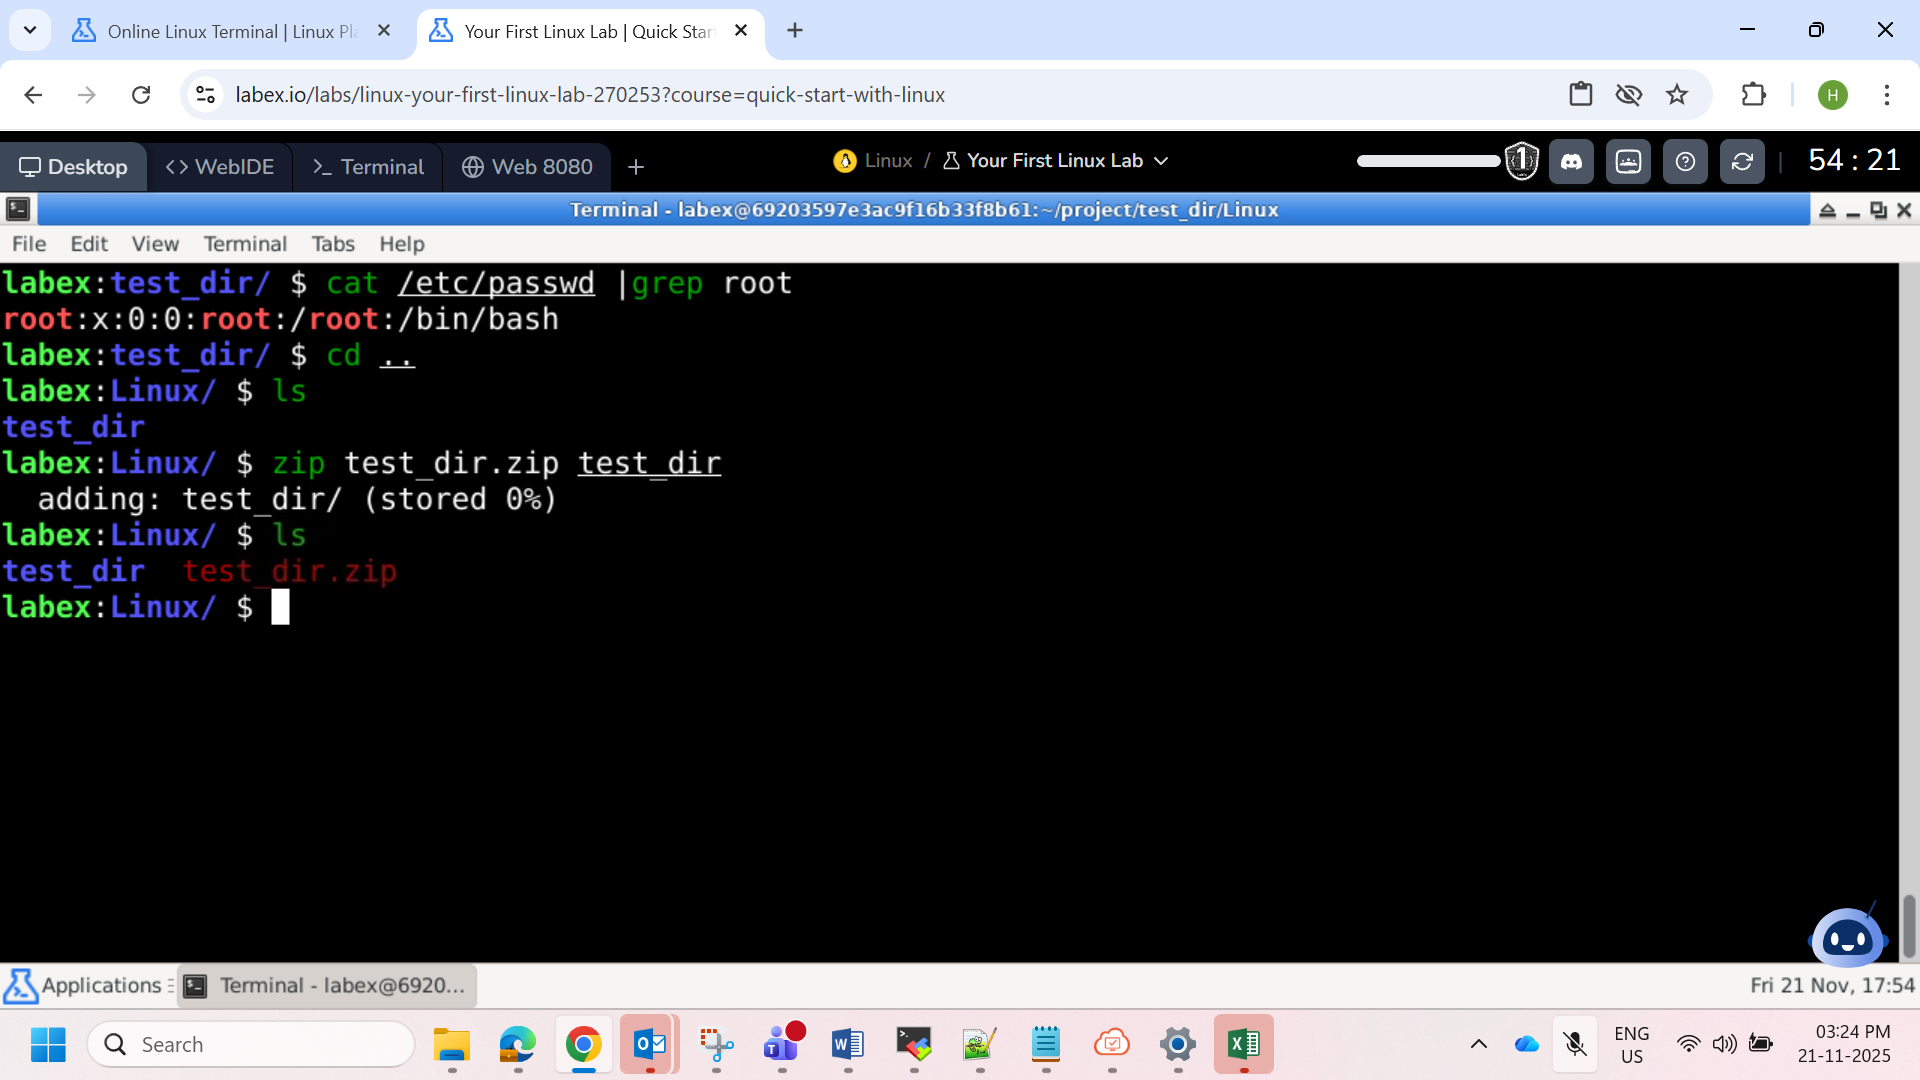 Online Linux Terminal | Linux Pla
Your First Linux Lab | Quick Star
labex.io/labs/linux-your-first-linux-lab-270253?course=quick-start-with-linux
H
Desktop
<> WebIDE
>_ Terminal
Web 8080
+
Linux / Your First Linux Lab
1
54 : 21
Terminal - labex@69203597e3ac9f16b33f8b61:~/project/test_dir/Linux
File Edit View Terminal Tabs Help
labex:test_dir/ $ cat /etc/passwd |grep root
root:x:0:0:root:/root:/bin/bash
labex:test_dir/ $ cd ..
labex:Linux/ $ ls
test_dir
labex:Linux/ $ zip test_dir.zip test_dir
  adding: test_dir/ (stored 0%)
labex:Linux/ $ ls
test_dir  test_dir.zip
labex:Linux/ $
Applications
Terminal - labex@6920...
Fri 21 Nov, 17:54
Search
ENG
US
03:24 PM
21-11-2025